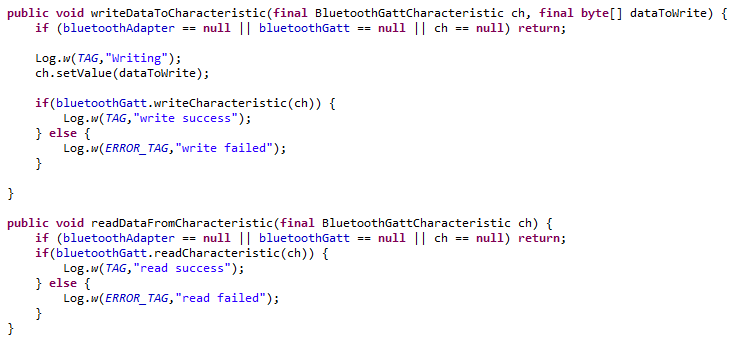 public void writeDataToCharacteristic(final BluetoothGattCharacteristic ch, final byte[] dataToWrite) {
    if (bluetoothAdapter == null || bluetoothGatt == null || ch == null) return;

    Log.w(TAG,"Writing");
    ch.setValue(dataToWrite);

    if(bluetoothGatt.writeCharacteristic(ch)) {
        Log.w(TAG,"write success");
    } else {
        Log.w(ERROR_TAG,"write failed");
    }

}

public void readDataFromCharacteristic(final BluetoothGattCharacteristic ch) {
    if (bluetoothAdapter == null || bluetoothGatt == null || ch == null) return;
    if(bluetoothGatt.readCharacteristic(ch)) {
        Log.w(TAG,"read success");
    } else {
        Log.w(ERROR_TAG,"read failed");
    }
}